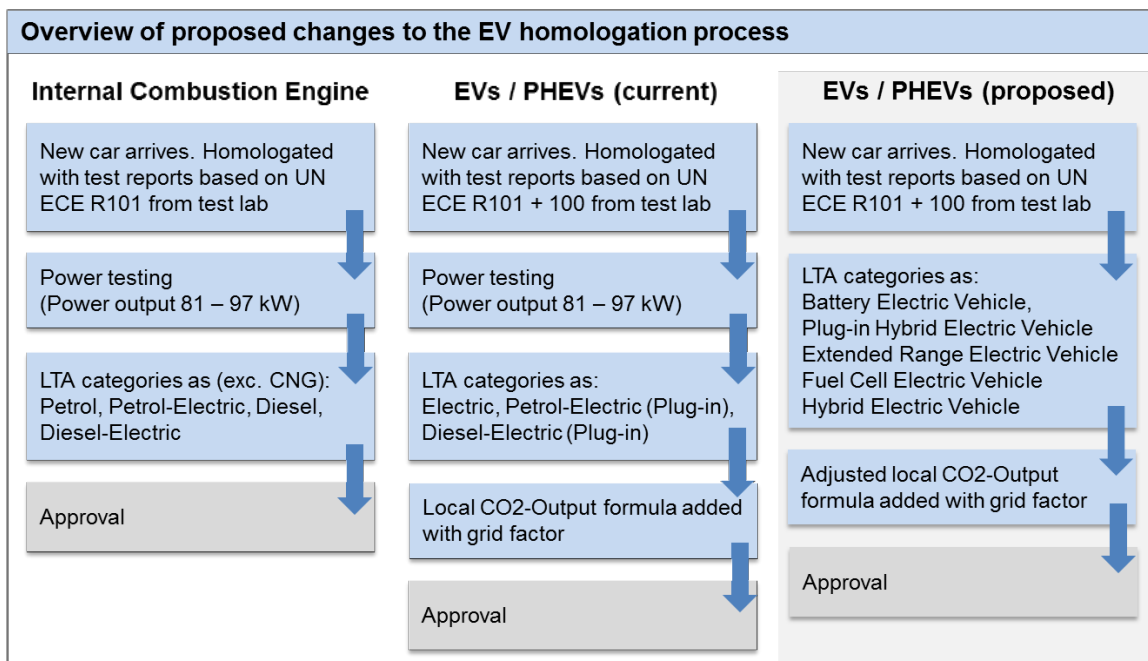 Overview of proposed changes to the EV homologation process
Internal Combustion Engine
New car arrives. Homologated
with test reports based on UN
ECE R101 from test lab
Power testing
(Power output 81 – 97 kW)
LTA categories as (exc. CNG):
Petrol, Petrol-Electric, Diesel,
Diesel-Electric
Approval
EVs / PHEVs (current)
New car arrives. Homologated
with test reports based on UN
ECE R101 + 100 from test lab
Power testing
(Power output 81 – 97 kW)
LTA categories as:
Electric, Petrol-Electric (Plug-in),
Diesel-Electric (Plug-in)
Local CO2-Output formula added
with grid factor
Approval
EVs / PHEVs (proposed)
New car arrives. Homologated
with test reports based on UN
ECE R101 + 100 from test lab
LTA categories as:
Battery Electric Vehicle,
Plug-in Hybrid Electric Vehicle
Extended Range Electric Vehicle
Fuel Cell Electric Vehicle
Hybrid Electric Vehicle
Adjusted local CO2-Output
formula added with grid factor
Approval